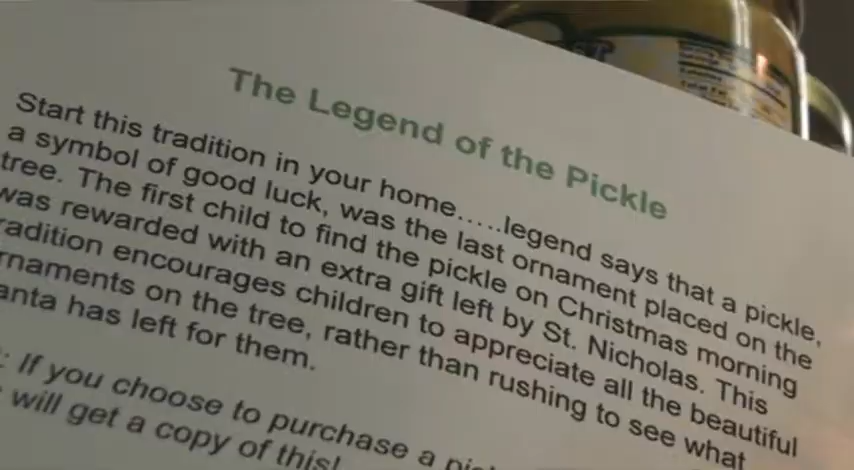 The Legend of the Pickle
Start this tradition in your home.....legend says that a pickle,
a symbol of good luck, was the last ornament placed on the
tree. The first child to find the pickle on Christmas morning
was rewarded with an extra gift left by St. Nicholas. This
radition encourages children to appreciate all the beautiful
rnaments on the tree, rather than rushing to see what
anta has left for them.
: If you choose to purchase a
will get a copy of this!